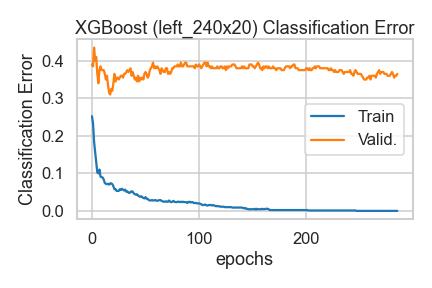 XGBoost (left_240x20) Classification Error
Classification Error
0.4
0.3
0.2
0.1
0.0
Train
Valid.
0 100 200
epochs